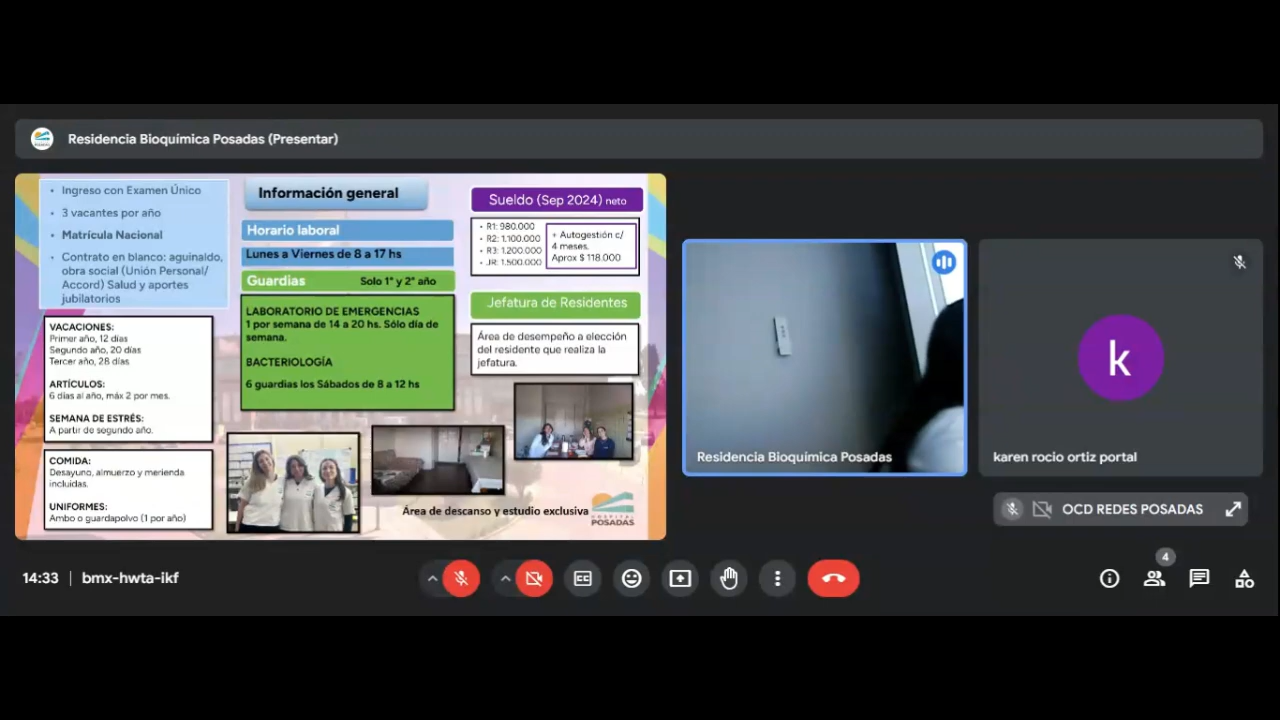 Residencia Bioquímica Posadas (Presentar)
• Ingreso con Examen Único
• 3 vacantes por año
• Matrícula Nacional
• Contrato en blanco: aguinaldo,
obra social (Unión Personal/
Accord) Salud y aportes
jubilatorios
VACACIONES:
Primer año, 12 días
Segundo año, 20 días
Tercer año, 28 días
ARTÍCULOS:
6 días al año, máx 2 por mes.
SEMANA DE ESTRÉS:
A partir de segundo año.
COMIDA:
Desayuno, almuerzo y merienda
incluidas.
UNIFORMES:
Ambo o guardapolvo (1 por año)
Información general
Horario laboral
Lunes a Viernes de 8 a 17 hs
Guardias Solo 1° y 2° año
LABORATORIO DE EMERGENCIAS
1 por semana de 14 a 20 hs. Sólo día de
semana.
BACTERIOLOGÍA
6 guardias los Sábados de 8 a 12 hs
Sueldo (Sep 2024) neto
• R1: 980.000
• R2: 1.100.000
• R3: 1.200.000
• JR: 1.500.000
+ Autogestión c/
4 meses.
Aprox $ 118.000
Jefatura de Residentes
Área de desempeño a elección
del residente que realiza la
jefatura.
Área de descanso y estudio exclusiva
HOSPITAL
POSADAS
Residencia Bioquímica Posadas
k
karen rocio ortiz portal
OCD REDES POSADAS
14:33 | bmx-hwta-ikf
4